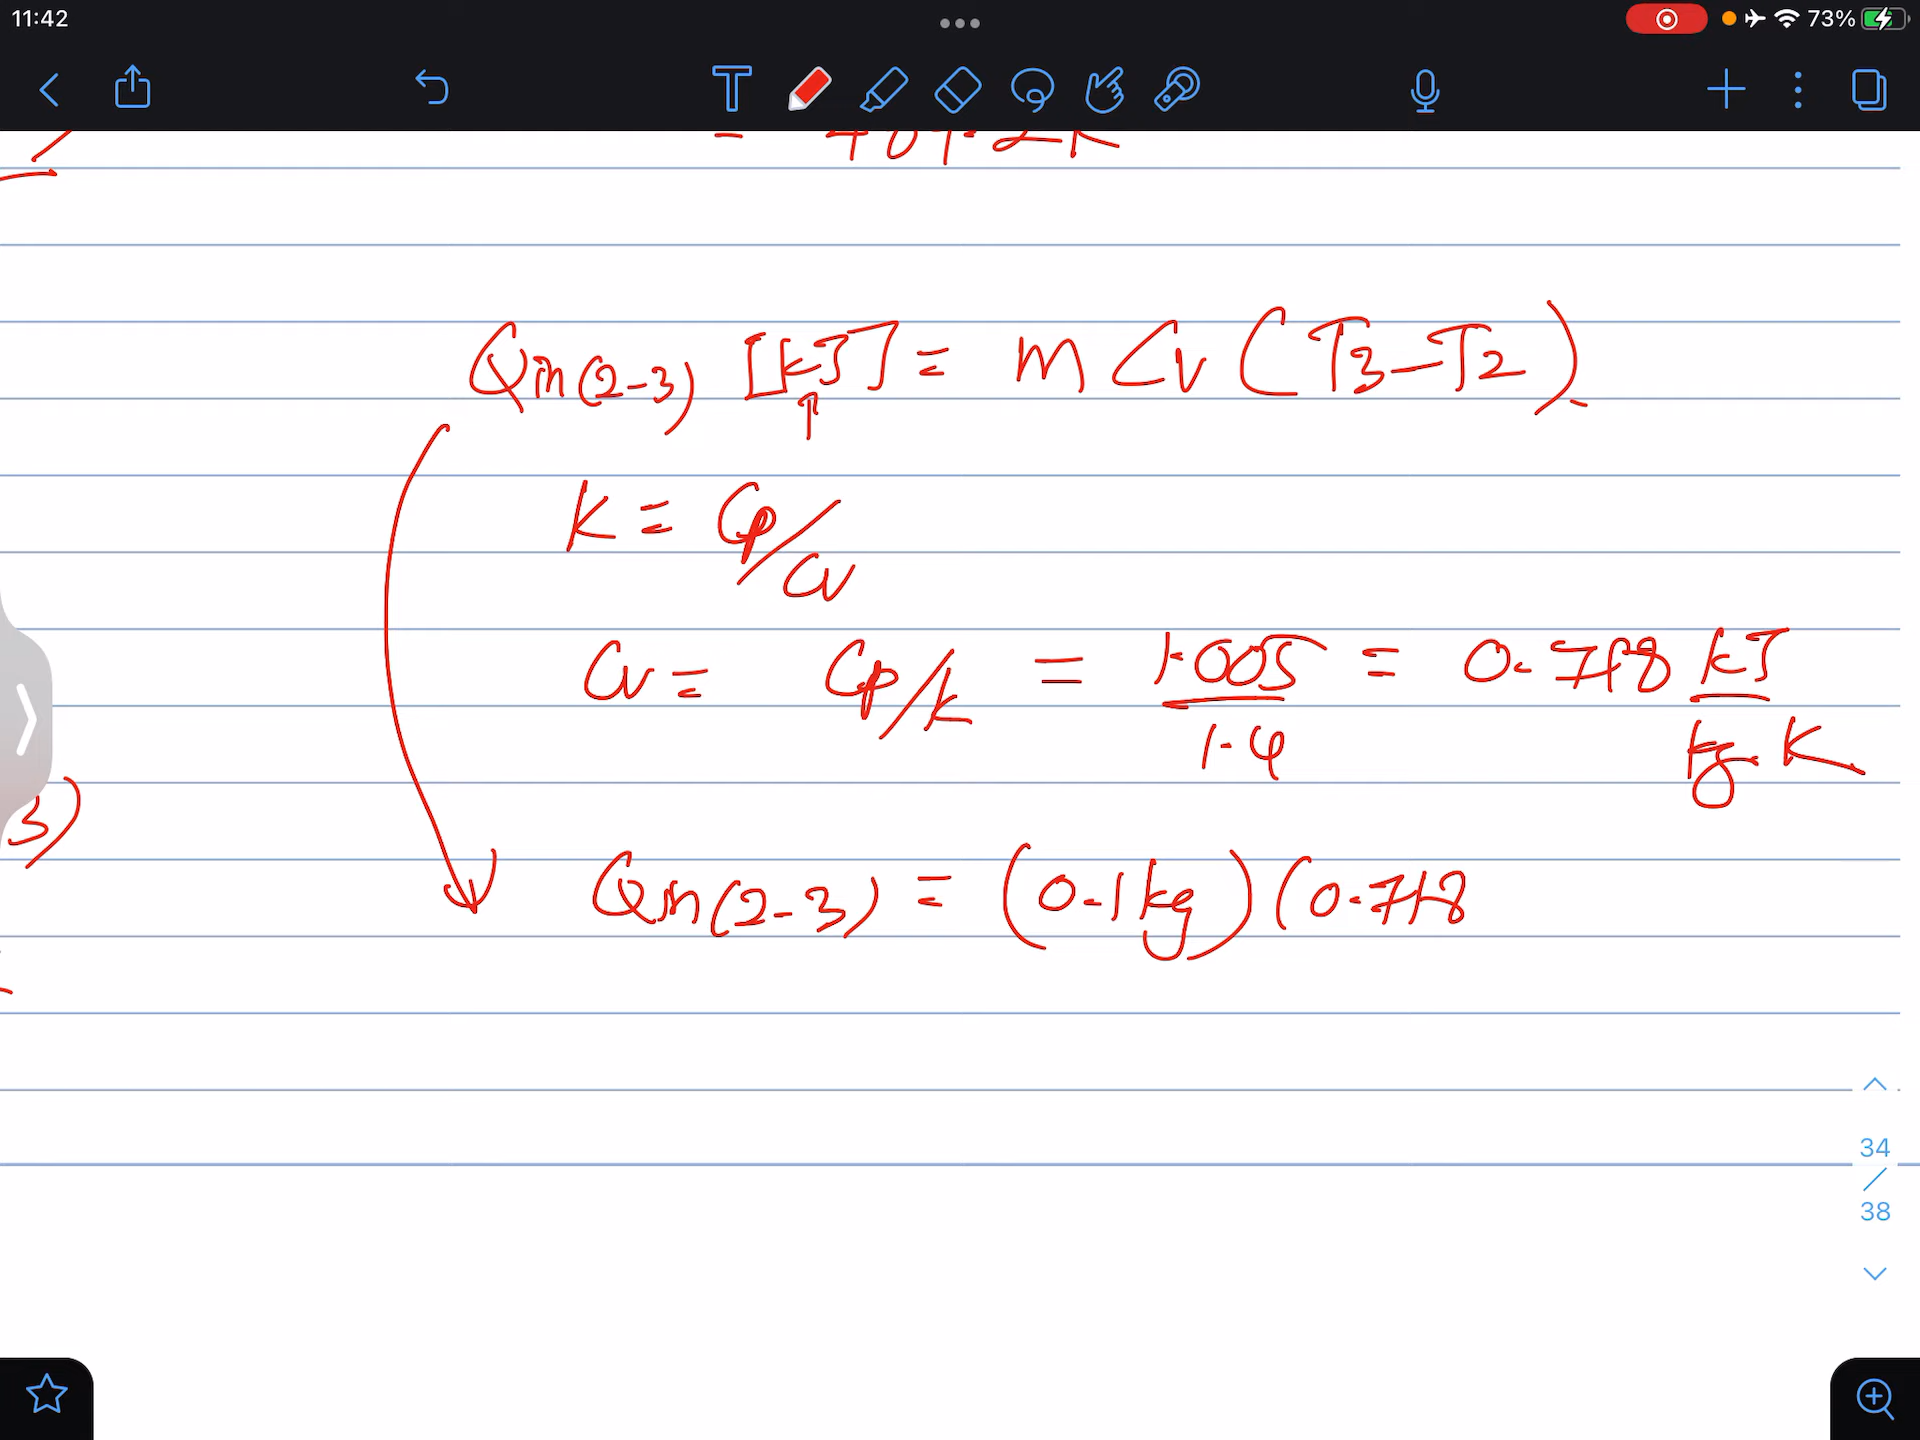 11:42
73%
Qin(2-3) [kJ] = m Cv (T3-T2).
↑
K = Cp/Cv
Cv = Cp/k = 1.005/1.4 = 0.718 kJ/kg.K
3)
Qin(2-3) = (0.1kg)(0.718
34
/
38